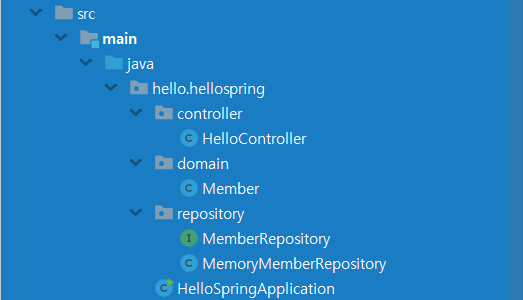 src
main
java
hello.hellospring
controller
C HelloController
domain
C Member
repository
I MemberRepository
C MemoryMemberRepository
C HelloSpringApplication